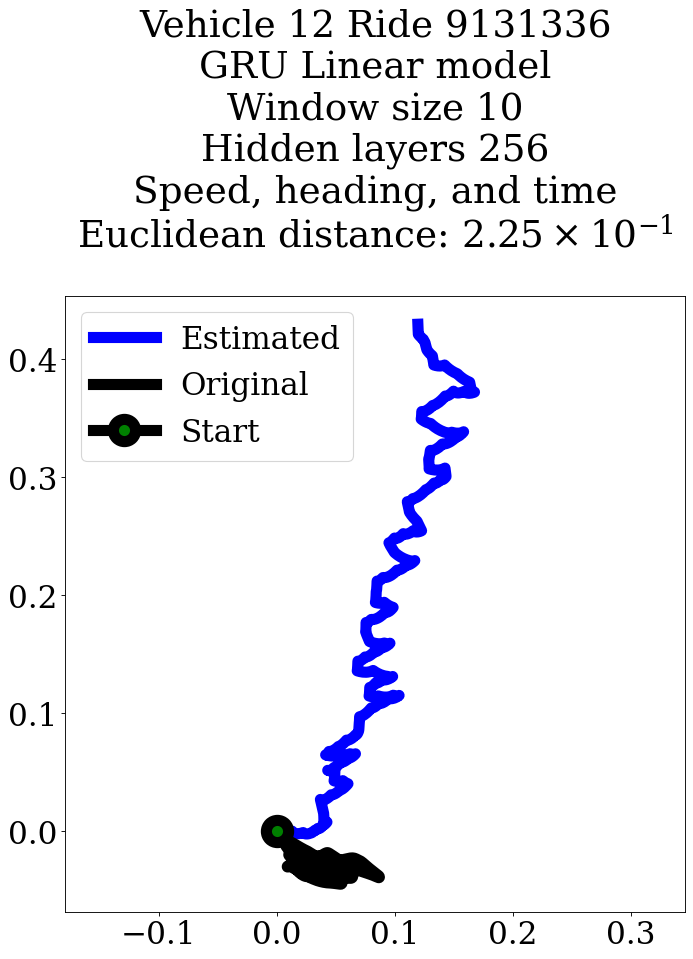 Vehicle 12 Ride 9131336
GRU Linear model
Window size 10
Hidden layers 256
Speed, heading, and time
Euclidean distance: 2.25 × 10⁻¹
Estimated
Original
Start
0.4
0.3
0.2
0.1
0.0
−0.1 0.0 0.1 0.2 0.3